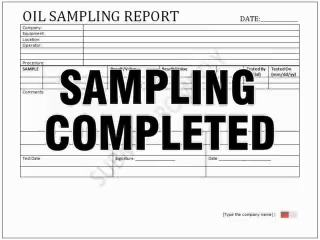 OIL SAMPLING REPORT DATE:
Company:
Equipment:
Location:
Operator:
Procedure
SAMPLE Tested By Tested On (mm/dd/yy)
SAMPLING
Comments
COMPLETED
Test Date: Signature: Date:
[Type the company name]